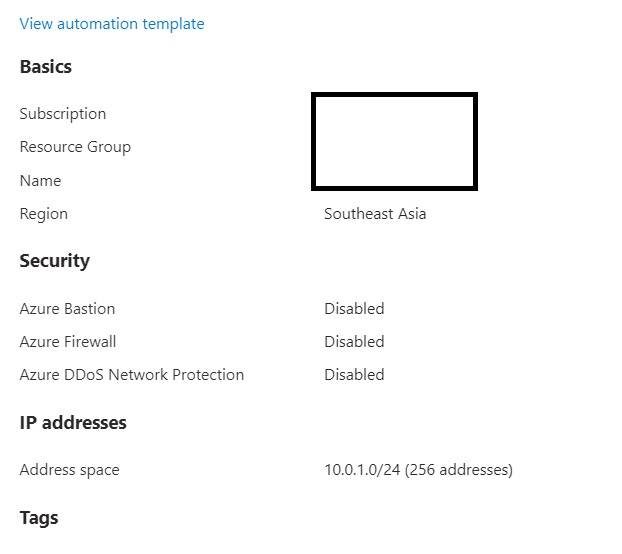 View automation template
Basics
Subscription
Resource Group
Name
Region Southeast Asia
Security
Azure Bastion Disabled
Azure Firewall Disabled
Azure DDoS Network Protection Disabled
IP addresses
Address space 10.0.1.0/24 (256 addresses)
Tags